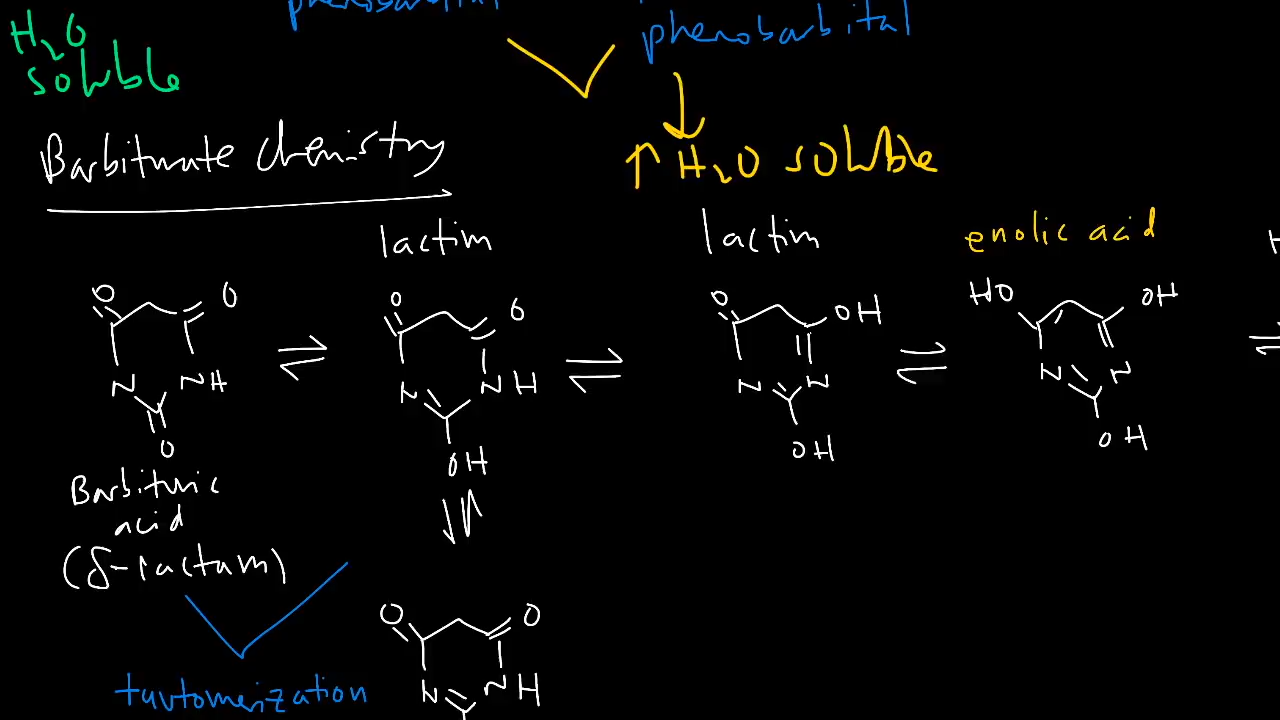 H2O
soluble
phenobarbital
↑ H2O soluble
Barbiturate chemistry
lactim
lactim
enolic acid
O
O
N
NH
O
O
O
N
NH
OH
O
OH
N
N
OH
HO
OH
N
N
OH
H
Barbituric
acid
(δ-lactam)
O
O
N
NH
tautomerization